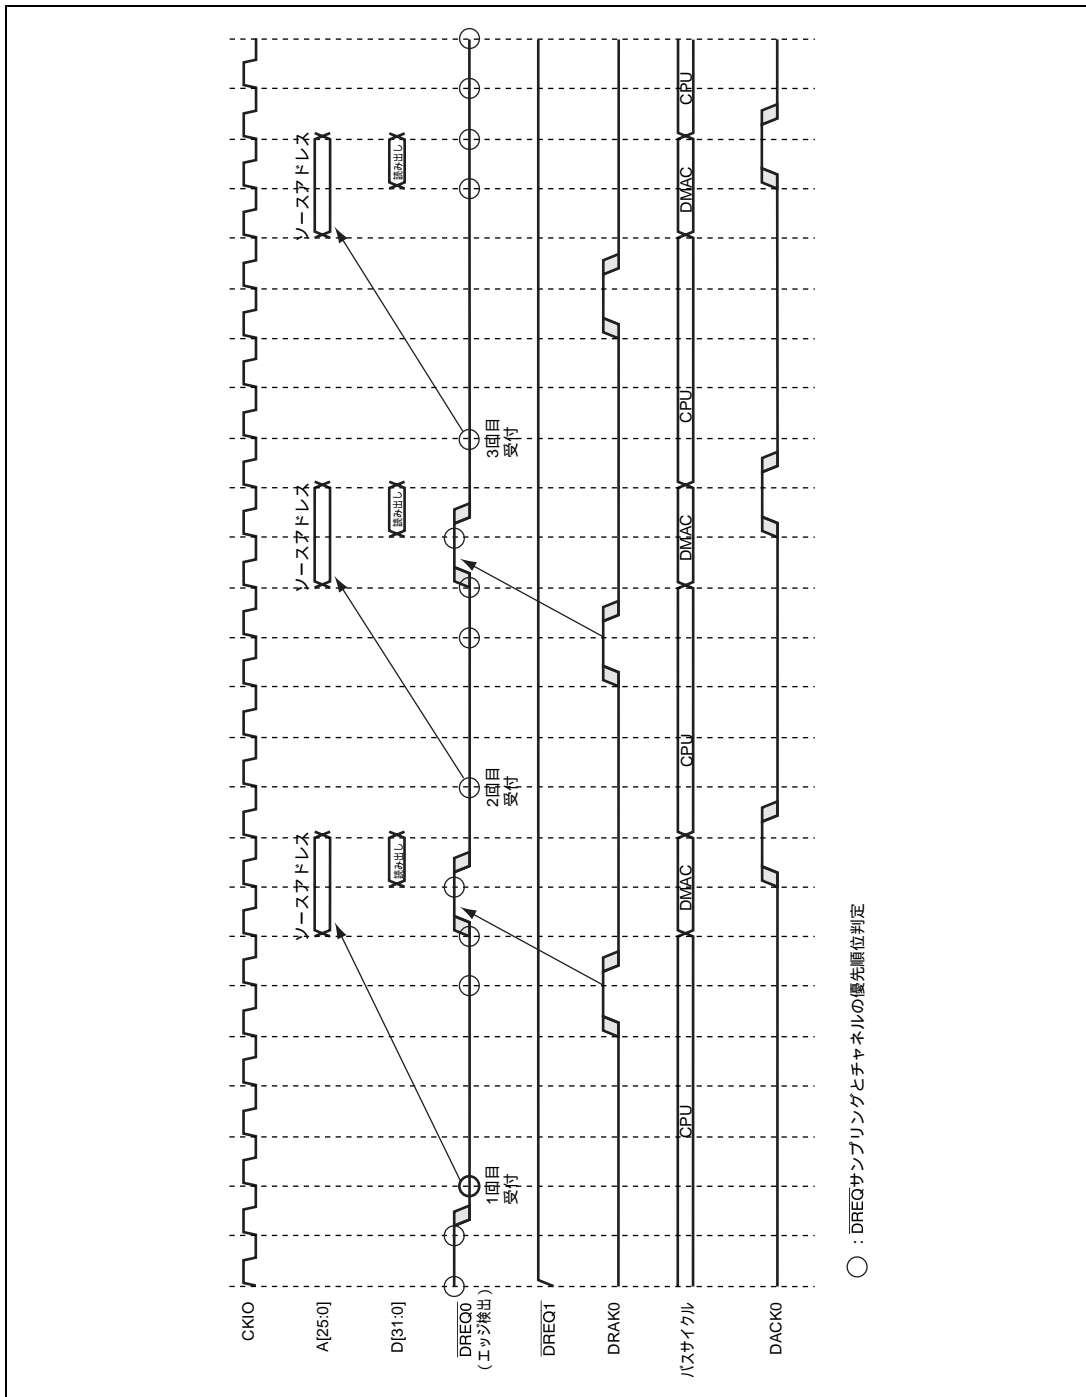 CKIO
A[25:0]
ソースアドレス
ソースアドレス
ソースアドレス
D[31:0]
読み出し
読み出し
読み出し
DREQ0
(エッジ検出)
1回目
受付
2回目
受付
3回目
受付
DREQ1
DRAK0
バスサイクル
CPU
DMAC
CPU
DMAC
CPU
DMAC
CPU
DACK0
○ : DREQサンプリングとチャネルの優先順位判定